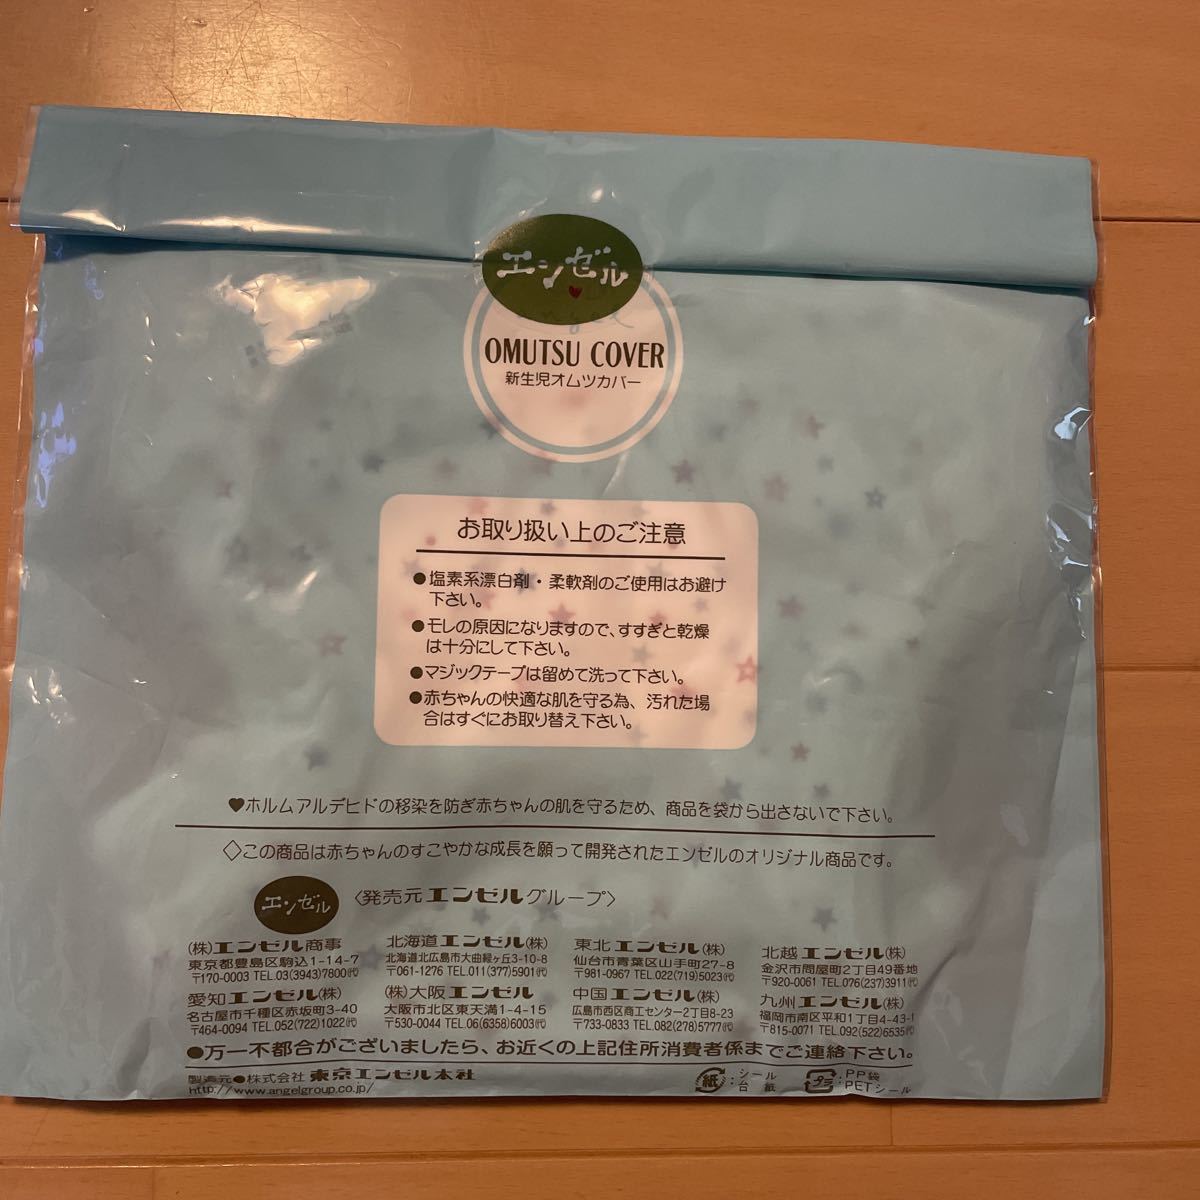 エンゼル
OMUTSU COVER
新生児オムツカバー
お取り扱い上のご注意
●塩素系漂白剤・柔軟剤のご使用はお避け
下さい。
●モレの原因になりますので、すすぎと乾燥
は十分にして下さい。
●マジックテープは留めて洗って下さい。
●赤ちゃんの快適な肌を守る為、汚れた場
合はすぐにお取り替え下さい。
♥ホルムアルデヒドの移染を防ぎ赤ちゃんの肌を守るため、商品を袋から出さないで下さい。
◇この商品は赤ちゃんのすこやかな成長を願って開発されたエンゼルのオリジナル商品です。
エンゼル
〈発売元エンゼルグループ〉
(株)エンゼル商事
東京都豊島区駒込1-14-7
〒170-0003 TEL.03(3943)7800㈹
北海道エンゼル(株)
北海道北広島市大曲緑ヶ丘3-10-8
〒061-1276 TEL.011(377)5901㈹
東北エンゼル(株)
仙台市青葉区山手町27-8
〒981-0967 TEL.022(719)5023㈹
北越エンゼル(株)
金沢市問屋町2丁目49番地
〒920-0061 TEL.076(237)3911㈹
愛知エンゼル(株)
名古屋市千種区赤坂町3-40
〒464-0094 TEL.052(722)1022㈹
(株)大阪エンゼル
大阪市北区東天満1-4-15
〒530-0044 TEL.06(6358)6003㈹
中国エンゼル(株)
広島市西区商工センター2丁目8-23
〒733-0833 TEL.082(278)5777㈹
九州エンゼル(株)
福岡市南区平和1丁目4-43-1
〒815-0071 TEL.092(522)6535㈹
●万一不都合がございましたら、お近くの上記住所消費者係までご連絡下さい。
製造元●株式会社 東京エンゼル本社
http://www.angelgroup.co.jp/
紙:シール
台紙
プラ:PP袋
PETシール